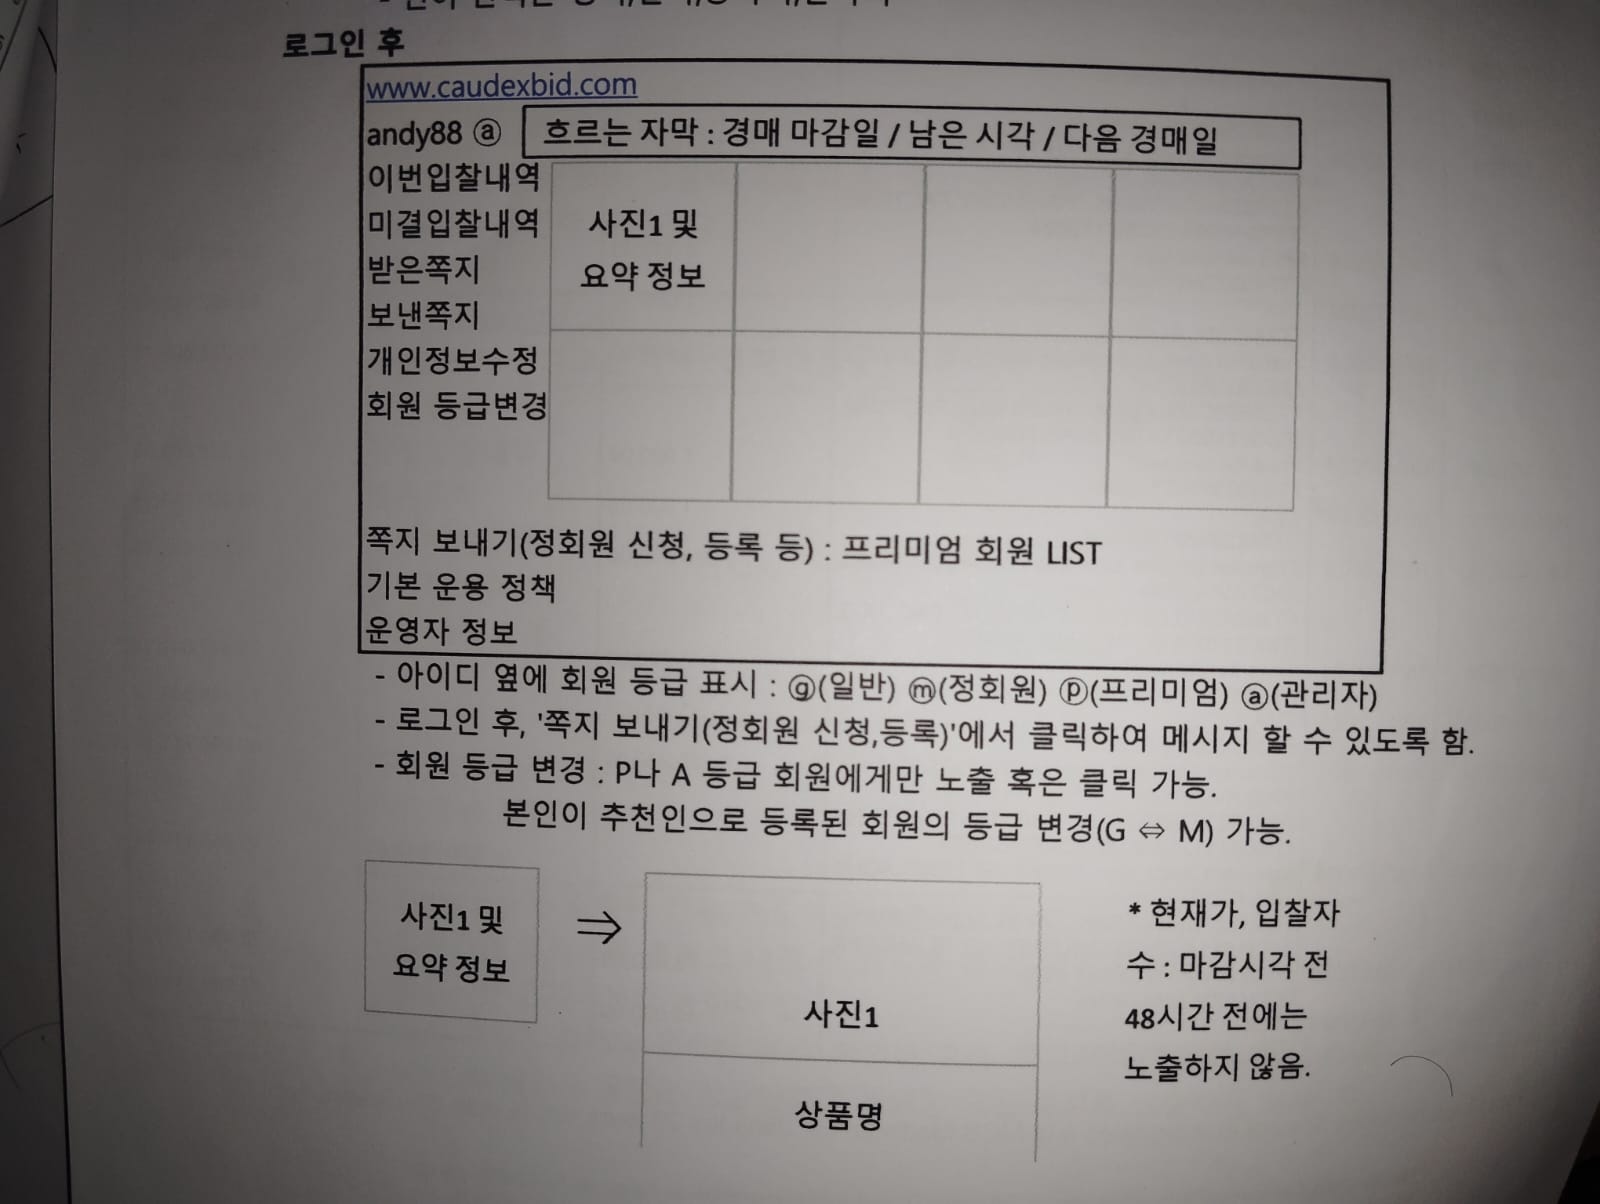 로그인 후
www.caudexbid.com
andy88 ⓐ
흐르는 자막 : 경매 마감일 / 남은 시각 / 다음 경매일
이번입찰내역
미결입찰내역
받은쪽지
보낸쪽지
개인정보수정
회원 등급변경
사진1 및
요약 정보
쪽지 보내기(정회원 신청, 등록 등) : 프리미엄 회원 LIST
기본 운용 정책
운영자 정보
- 아이디 옆에 회원 등급 표시 : ⓖ(일반) ⓜ(정회원) ⓟ(프리미엄) ⓐ(관리자)
- 로그인 후, '쪽지 보내기(정회원 신청,등록)'에서 클릭하여 메시지 할 수 있도록 함.
- 회원 등급 변경 : P나 A 등급 회원에게만 노출 혹은 클릭 가능.
본인이 추천인으로 등록된 회원의 등급 변경(G ⇔ M) 가능.
사진1 및
요약 정보
⇒
사진1
상품명
* 현재가, 입찰자
수 : 마감시각 전
48시간 전에는
노출하지 않음.